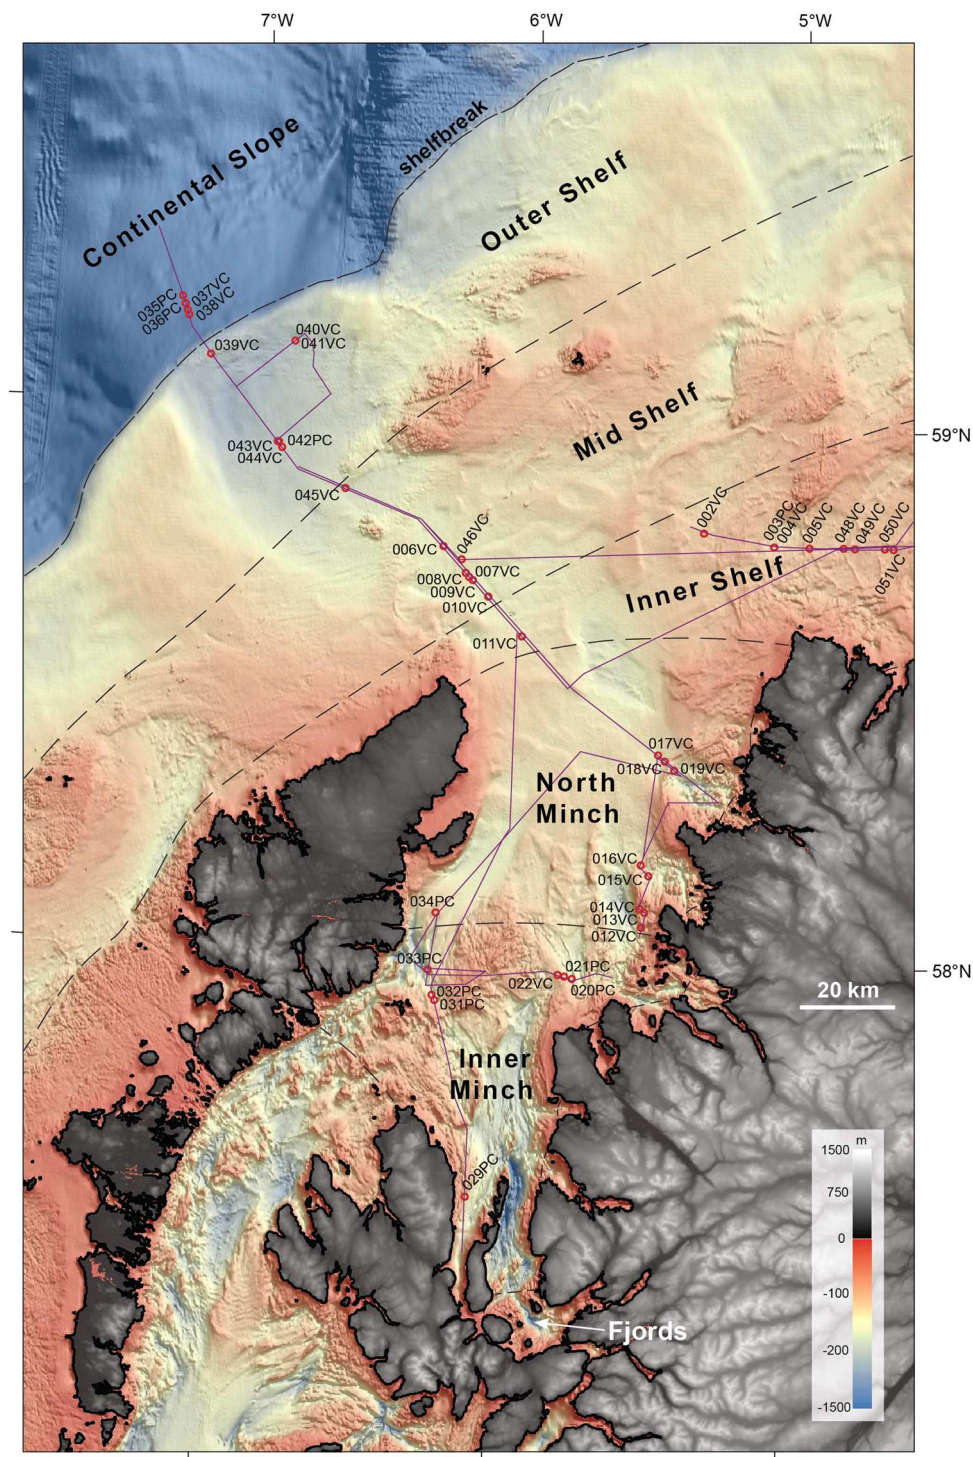 7°W
6°W
5°W
Continental Slope
shelfbreak
Outer Shelf
035PC
036PC
037VC
038VC
039VC
040VC
041VC
Mid Shelf
043VC
042PC
044VC
59°N
045VC
002VC
003PC
004VC
005VC
048VC
049VC
050VC
051VC
006VC
046VC
007VC
008VC
009VC
010VC
Inner Shelf
011VC
017VC
018VC
019VC
North
Minch
016VC
015VC
014VC
013VC
012VC
034PC
033PC
58°N
021PC
022VC
020PC
032PC
031PC
20 km
Inner
Minch
029PC
m
1500
750
0
-100
-200
-1500
Fjords